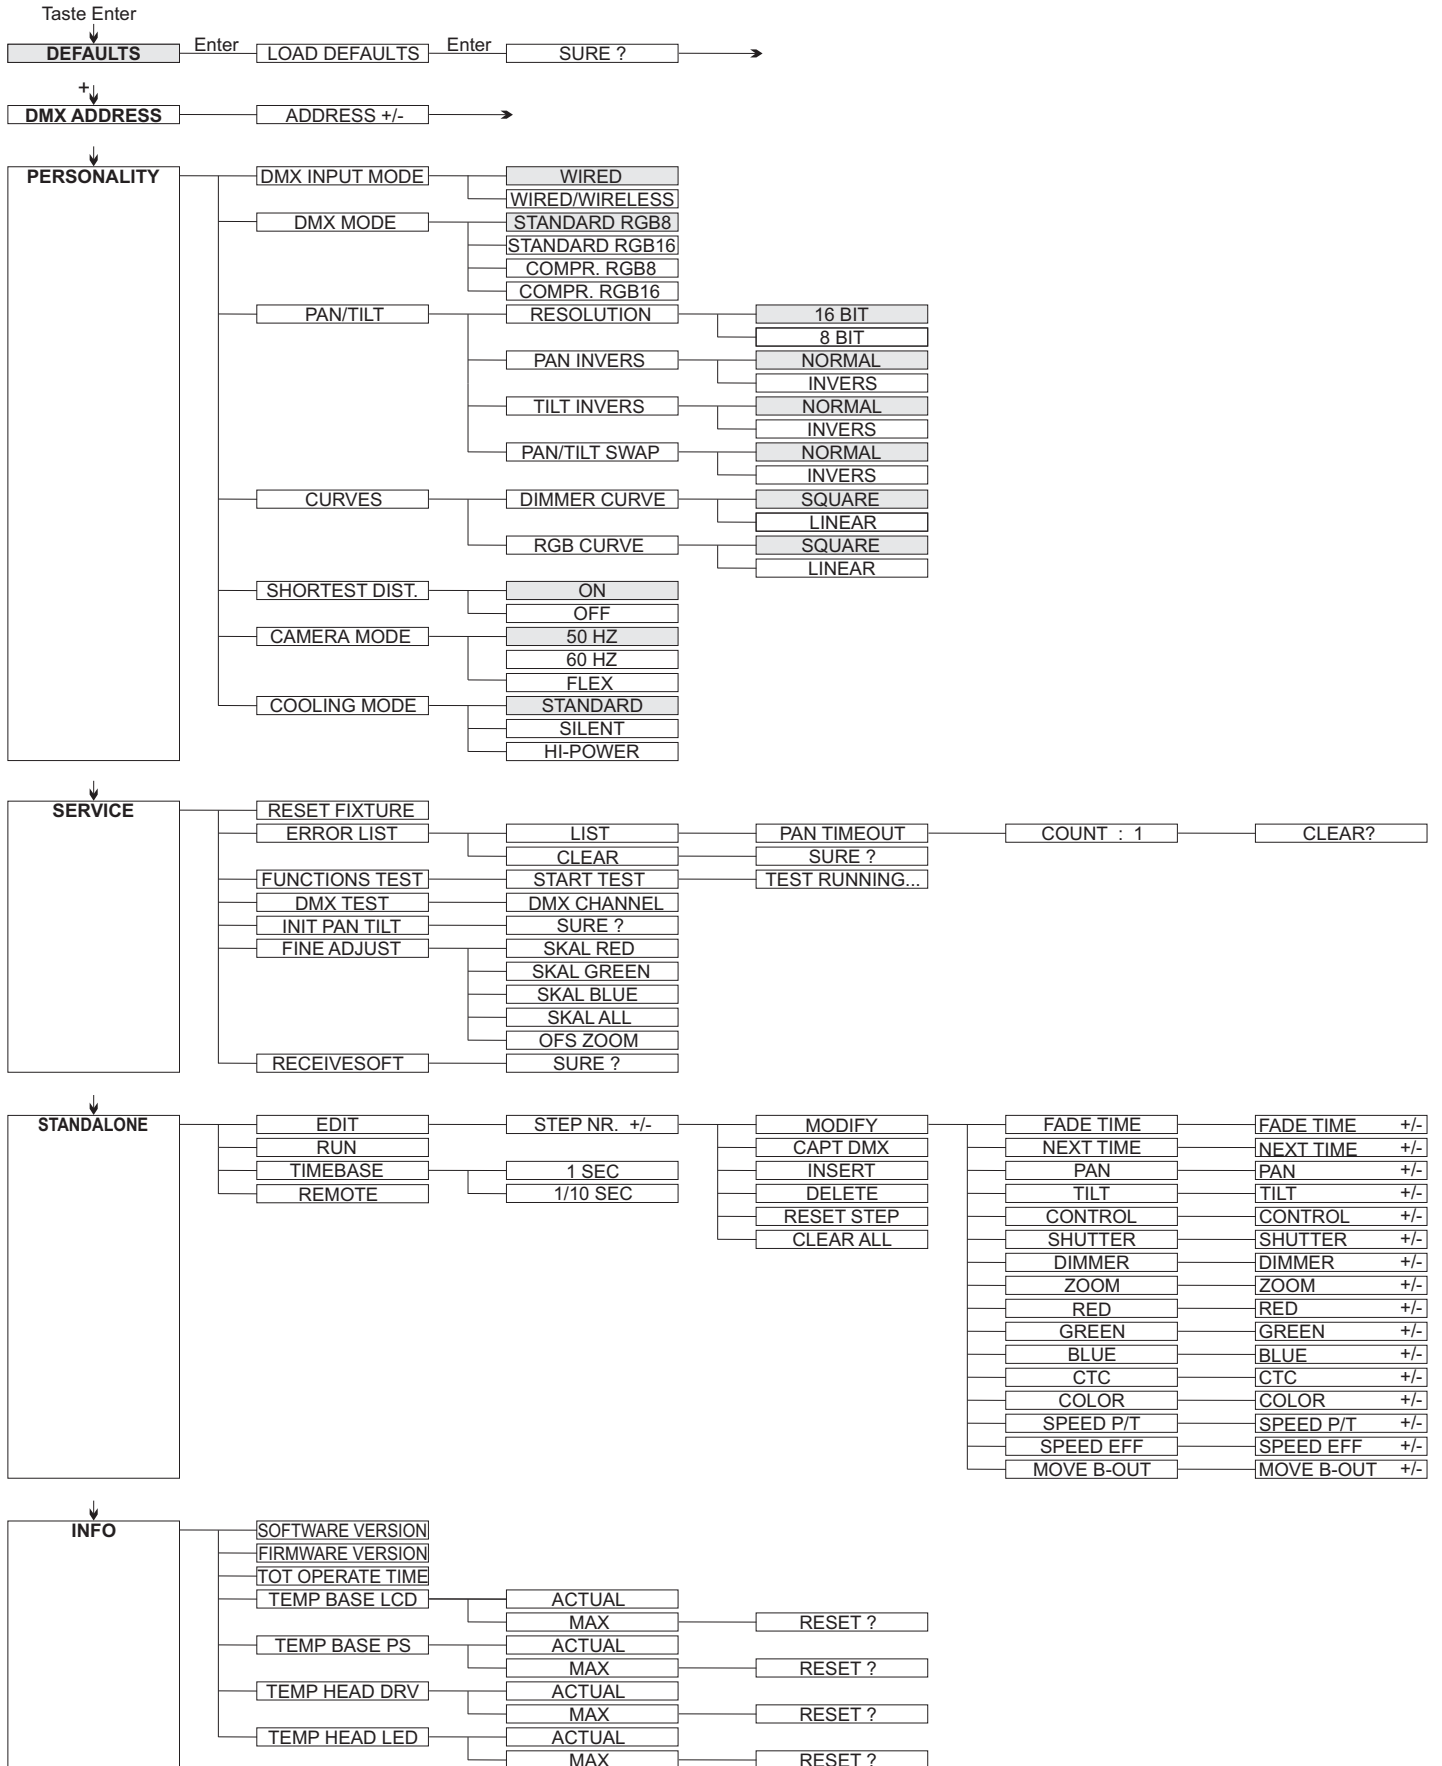 Taste Enter
DEFAULTS Enter LOAD DEFAULTS Enter SURE ?
+
DMX ADDRESS ADDRESS +/-
PERSONALITY DMX INPUT MODE WIRED
WIRED/WIRELESS
DMX MODE STANDARD RGB8
STANDARD RGB16
COMPR. RGB8
COMPR. RGB16
PAN/TILT RESOLUTION 16 BIT
8 BIT
PAN INVERS NORMAL
INVERS
TILT INVERS NORMAL
INVERS
PAN/TILT SWAP NORMAL
INVERS
CURVES DIMMER CURVE SQUARE
LINEAR
RGB CURVE SQUARE
LINEAR
SHORTEST DIST. ON
OFF
CAMERA MODE 50 HZ
60 HZ
FLEX
COOLING MODE STANDARD
SILENT
HI-POWER
SERVICE RESET FIXTURE
ERROR LIST LIST PAN TIMEOUT COUNT : 1 CLEAR?
CLEAR SURE ?
FUNCTIONS TEST START TEST TEST RUNNING...
DMX TEST DMX CHANNEL
INIT PAN TILT SURE ?
FINE ADJUST SKAL RED
SKAL GREEN
SKAL BLUE
SKAL ALL
OFS ZOOM
RECEIVESOFT SURE ?
STANDALONE EDIT STEP NR. +/- MODIFY FADE TIME FADE TIME +/-
RUN CAPT DMX NEXT TIME NEXT TIME +/-
TIMEBASE 1 SEC INSERT PAN PAN +/-
REMOTE 1/10 SEC DELETE TILT TILT +/-
RESET STEP CONTROL CONTROL +/-
CLEAR ALL SHUTTER SHUTTER +/-
DIMMER DIMMER +/-
ZOOM ZOOM +/-
RED RED +/-
GREEN GREEN +/-
BLUE BLUE +/-
CTC CTC +/-
COLOR COLOR +/-
SPEED P/T SPEED P/T +/-
SPEED EFF SPEED EFF +/-
MOVE B-OUT MOVE B-OUT +/-
INFO SOFTWARE VERSION
FIRMWARE VERSION
TOT OPERATE TIME
TEMP BASE LCD ACTUAL
MAX RESET ?
TEMP BASE PS ACTUAL
MAX RESET ?
TEMP HEAD DRV ACTUAL
MAX RESET ?
TEMP HEAD LED ACTUAL
MAX RESET ?